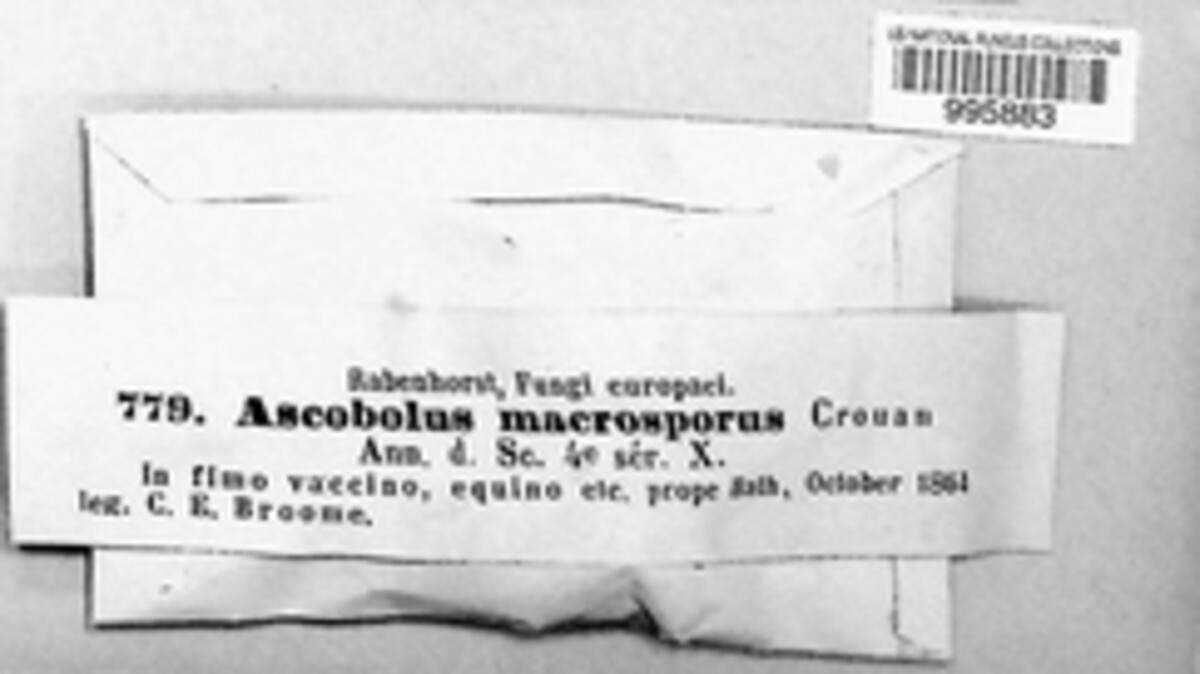 US NATIONAL FUNGUS COLLECTIONS
995883
Rabenhorst, Fungi europaei.
779. Ascobolus macrosporus Crouan
Ann. d. Sc. 4e sér. X.
In fimo vaccino, equino etc. prope Bath, October 1864
leg. C. E. Broome.